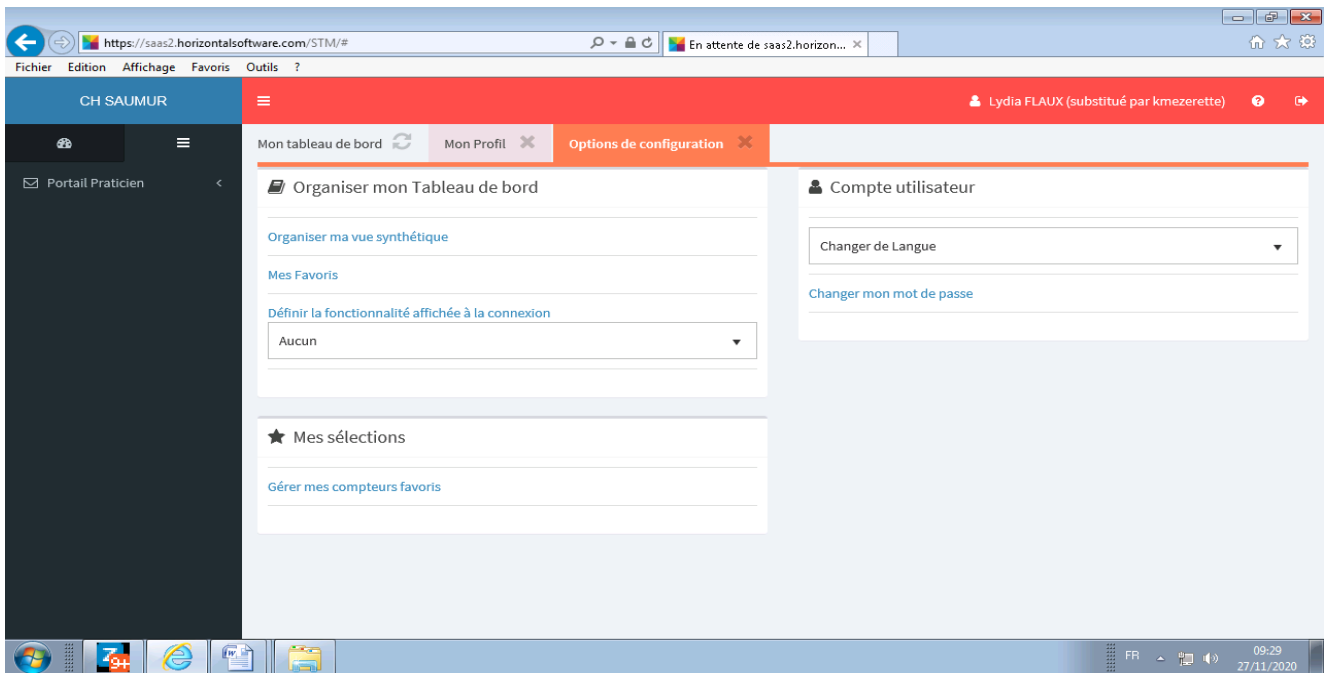 https://saas2.horizontalsoftware.com/STM/#
En attente de saas2.horizon...
Fichier Edition Affichage Favoris Outils ?
CH SAUMUR
Lydia FLAUX (substitué par kmezerette)
Mon tableau de bord
Mon Profil
Options de configuration
Portail Praticien
Organiser mon Tableau de bord
Organiser ma vue synthétique
Mes Favoris
Définir la fonctionnalité affichée à la connexion
Aucun
Mes sélections
Gérer mes compteurs favoris
Compte utilisateur
Changer de Langue
Changer mon mot de passe
9+
FR
09:29
27/11/2020